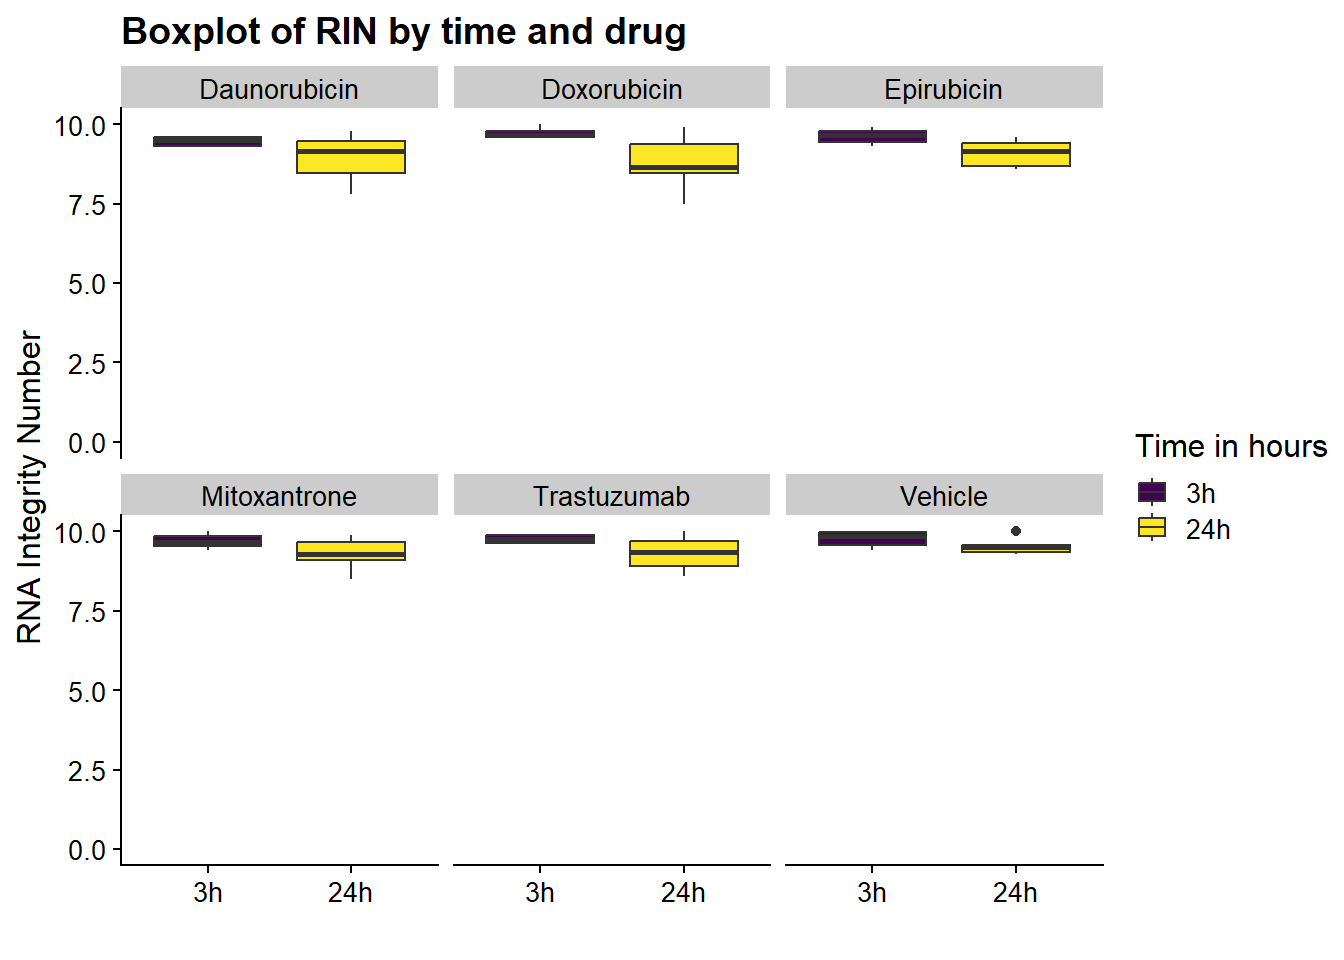 Boxplot of RIN by time and drug
Daunorubicin
Doxorubicin
Epirubicin
10.0
7.5
5.0
2.5
0.0
Mitoxantrone
Trastuzumab
Vehicle
10.0
7.5
5.0
2.5
0.0
3h
24h
3h
24h
3h
24h
RNA Integrity Number
Time in hours
3h
24h